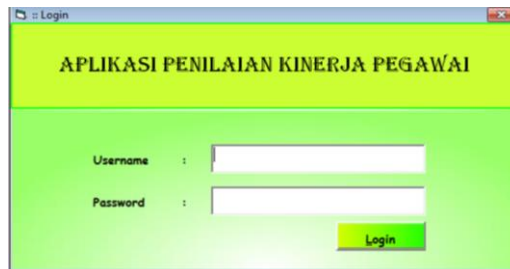 :: Login
APLIKASI PENILAIAN KINERJA PEGAWAI
Username :
Password :
Login